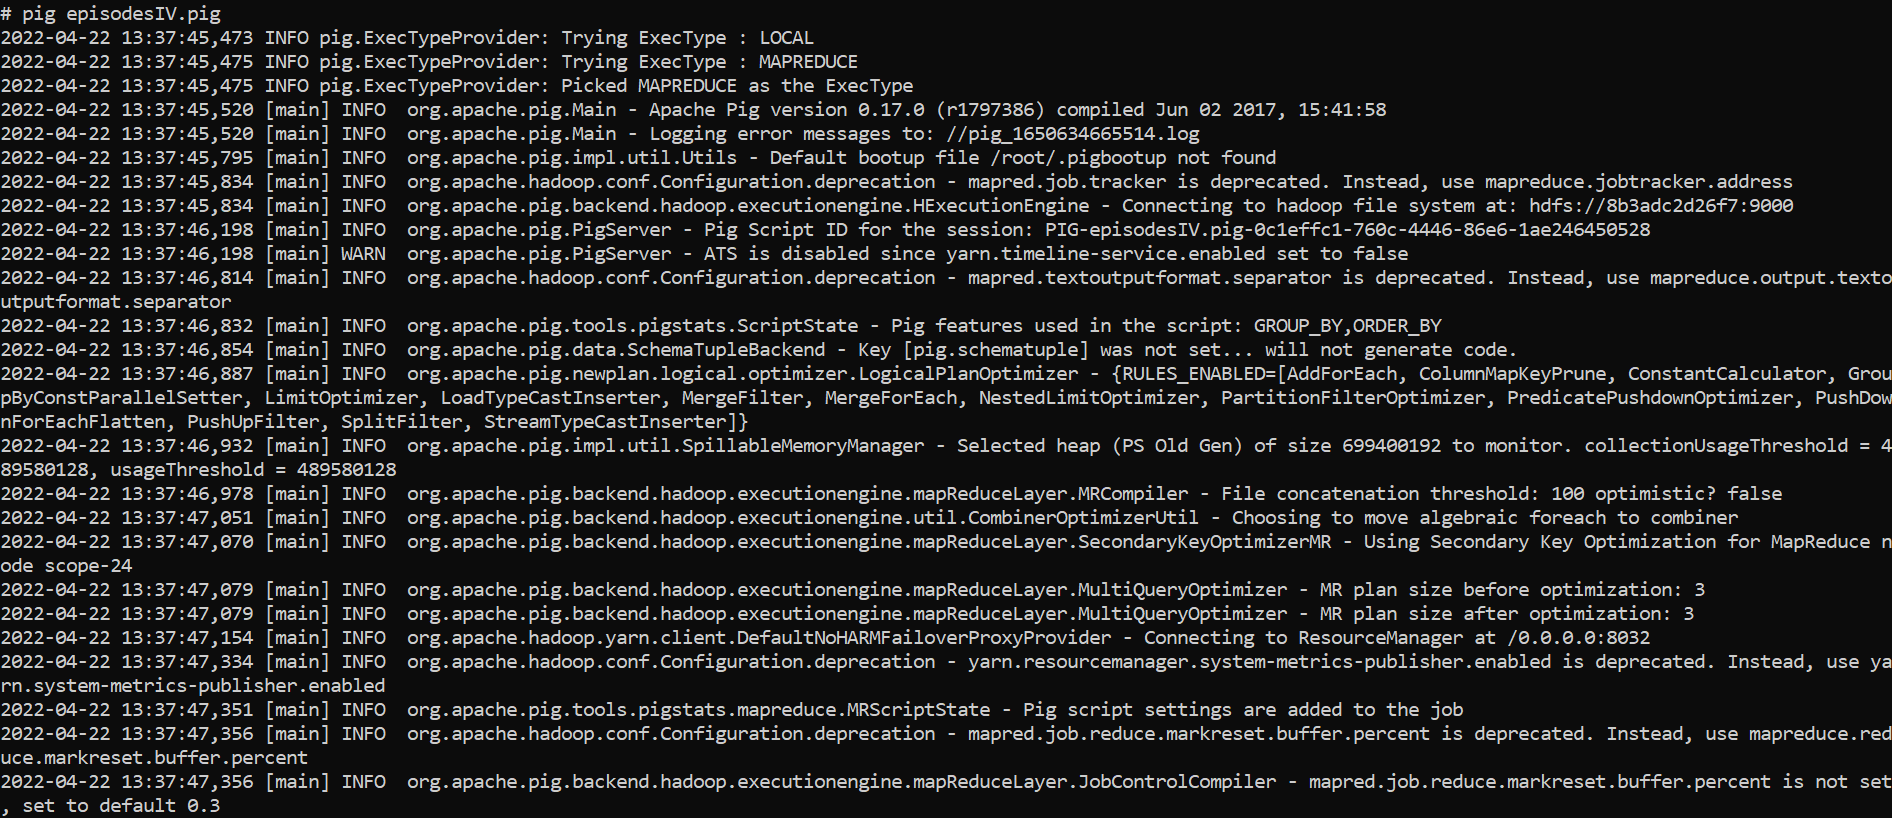 # pig episodesIV.pig
2022-04-22 13:37:45,473 INFO pig.ExecTypeProvider: Trying ExecType : LOCAL
2022-04-22 13:37:45,475 INFO pig.ExecTypeProvider: Trying ExecType : MAPREDUCE
2022-04-22 13:37:45,475 INFO pig.ExecTypeProvider: Picked MAPREDUCE as the ExecType
2022-04-22 13:37:45,520 [main] INFO  org.apache.pig.Main - Apache Pig version 0.17.0 (r1797386) compiled Jun 02 2017, 15:41:58
2022-04-22 13:37:45,520 [main] INFO  org.apache.pig.Main - Logging error messages to: //pig_1650634665514.log
2022-04-22 13:37:45,795 [main] INFO  org.apache.pig.impl.util.Utils - Default bootup file /root/.pigbootup not found
2022-04-22 13:37:45,834 [main] INFO  org.apache.hadoop.conf.Configuration.deprecation - mapred.job.tracker is deprecated. Instead, use mapreduce.jobtracker.address
2022-04-22 13:37:45,834 [main] INFO  org.apache.pig.backend.hadoop.executionengine.HExecutionEngine - Connecting to hadoop file system at: hdfs://8b3adc2d26f7:9000
2022-04-22 13:37:46,198 [main] INFO  org.apache.pig.PigServer - Pig Script ID for the session: PIG-episodesIV.pig-0c1effc1-760c-4446-86e6-1ae246450528
2022-04-22 13:37:46,198 [main] WARN  org.apache.pig.PigServer - ATS is disabled since yarn.timeline-service.enabled set to false
2022-04-22 13:37:46,814 [main] INFO  org.apache.hadoop.conf.Configuration.deprecation - mapred.textoutputformat.separator is deprecated. Instead, use mapreduce.output.texto
utputformat.separator
2022-04-22 13:37:46,832 [main] INFO  org.apache.pig.tools.pigstats.ScriptState - Pig features used in the script: GROUP_BY,ORDER_BY
2022-04-22 13:37:46,854 [main] INFO  org.apache.pig.data.SchemaTupleBackend - Key [pig.schematuple] was not set... will not generate code.
2022-04-22 13:37:46,887 [main] INFO  org.apache.pig.newplan.logical.optimizer.LogicalPlanOptimizer - {RULES_ENABLED=[AddForEach, ColumnMapKeyPrune, ConstantCalculator, Grou
pByConstParallelSetter, LimitOptimizer, LoadTypeCastInserter, MergeFilter, MergeForEach, NestedLimitOptimizer, PartitionFilterOptimizer, PredicatePushdownOptimizer, PushDow
nForEachFlatten, PushUpFilter, SplitFilter, StreamTypeCastInserter]}
2022-04-22 13:37:46,932 [main] INFO  org.apache.pig.impl.util.SpillableMemoryManager - Selected heap (PS Old Gen) of size 699400192 to monitor. collectionUsageThreshold = 4
89580128, usageThreshold = 489580128
2022-04-22 13:37:46,978 [main] INFO  org.apache.pig.backend.hadoop.executionengine.mapReduceLayer.MRCompiler - File concatenation threshold: 100 optimistic? false
2022-04-22 13:37:47,051 [main] INFO  org.apache.pig.backend.hadoop.executionengine.util.CombinerOptimizerUtil - Choosing to move algebraic foreach to combiner
2022-04-22 13:37:47,070 [main] INFO  org.apache.pig.backend.hadoop.executionengine.mapReduceLayer.SecondaryKeyOptimizerMR - Using Secondary Key Optimization for MapReduce n
ode scope-24
2022-04-22 13:37:47,079 [main] INFO  org.apache.pig.backend.hadoop.executionengine.mapReduceLayer.MultiQueryOptimizer - MR plan size before optimization: 3
2022-04-22 13:37:47,079 [main] INFO  org.apache.pig.backend.hadoop.executionengine.mapReduceLayer.MultiQueryOptimizer - MR plan size after optimization: 3
2022-04-22 13:37:47,154 [main] INFO  org.apache.hadoop.yarn.client.DefaultNoHARMFailoverProxyProvider - Connecting to ResourceManager at /0.0.0.0:8032
2022-04-22 13:37:47,334 [main] INFO  org.apache.hadoop.conf.Configuration.deprecation - yarn.resourcemanager.system-metrics-publisher.enabled is deprecated. Instead, use ya
rn.system-metrics-publisher.enabled
2022-04-22 13:37:47,351 [main] INFO  org.apache.pig.tools.pigstats.mapreduce.MRScriptState - Pig script settings are added to the job
2022-04-22 13:37:47,356 [main] INFO  org.apache.hadoop.conf.Configuration.deprecation - mapred.job.reduce.markreset.buffer.percent is deprecated. Instead, use mapreduce.red
uce.markreset.buffer.percent
2022-04-22 13:37:47,356 [main] INFO  org.apache.pig.backend.hadoop.executionengine.mapReduceLayer.JobControlCompiler - mapred.job.reduce.markreset.buffer.percent is not set
, set to default 0.3